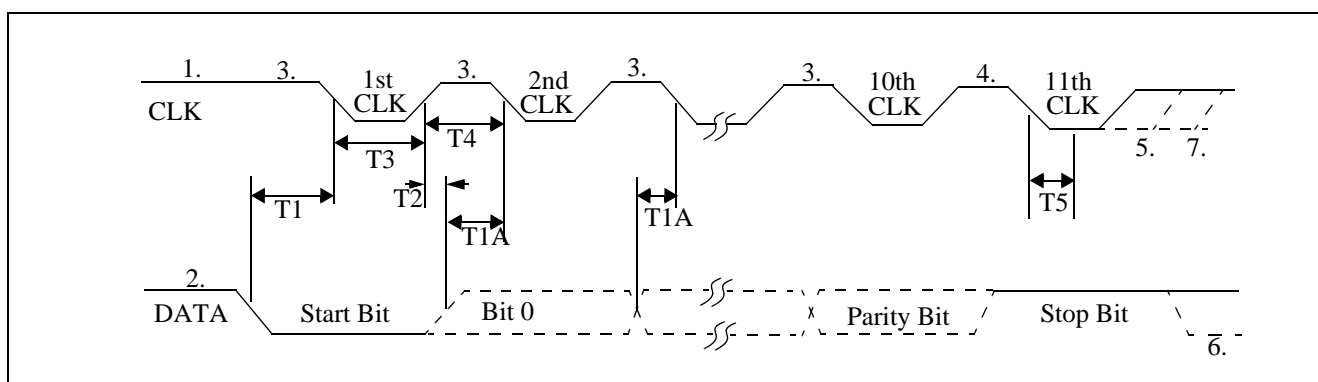 1. 3. 1st 3. 2nd 3. 3. 10th 4. 11th
CLK CLK CLK CLK CLK
T3 T4 5. 7.
T1 T2 T1A T1A T5
2.
DATA Start Bit Bit 0 Parity Bit Stop Bit
6.